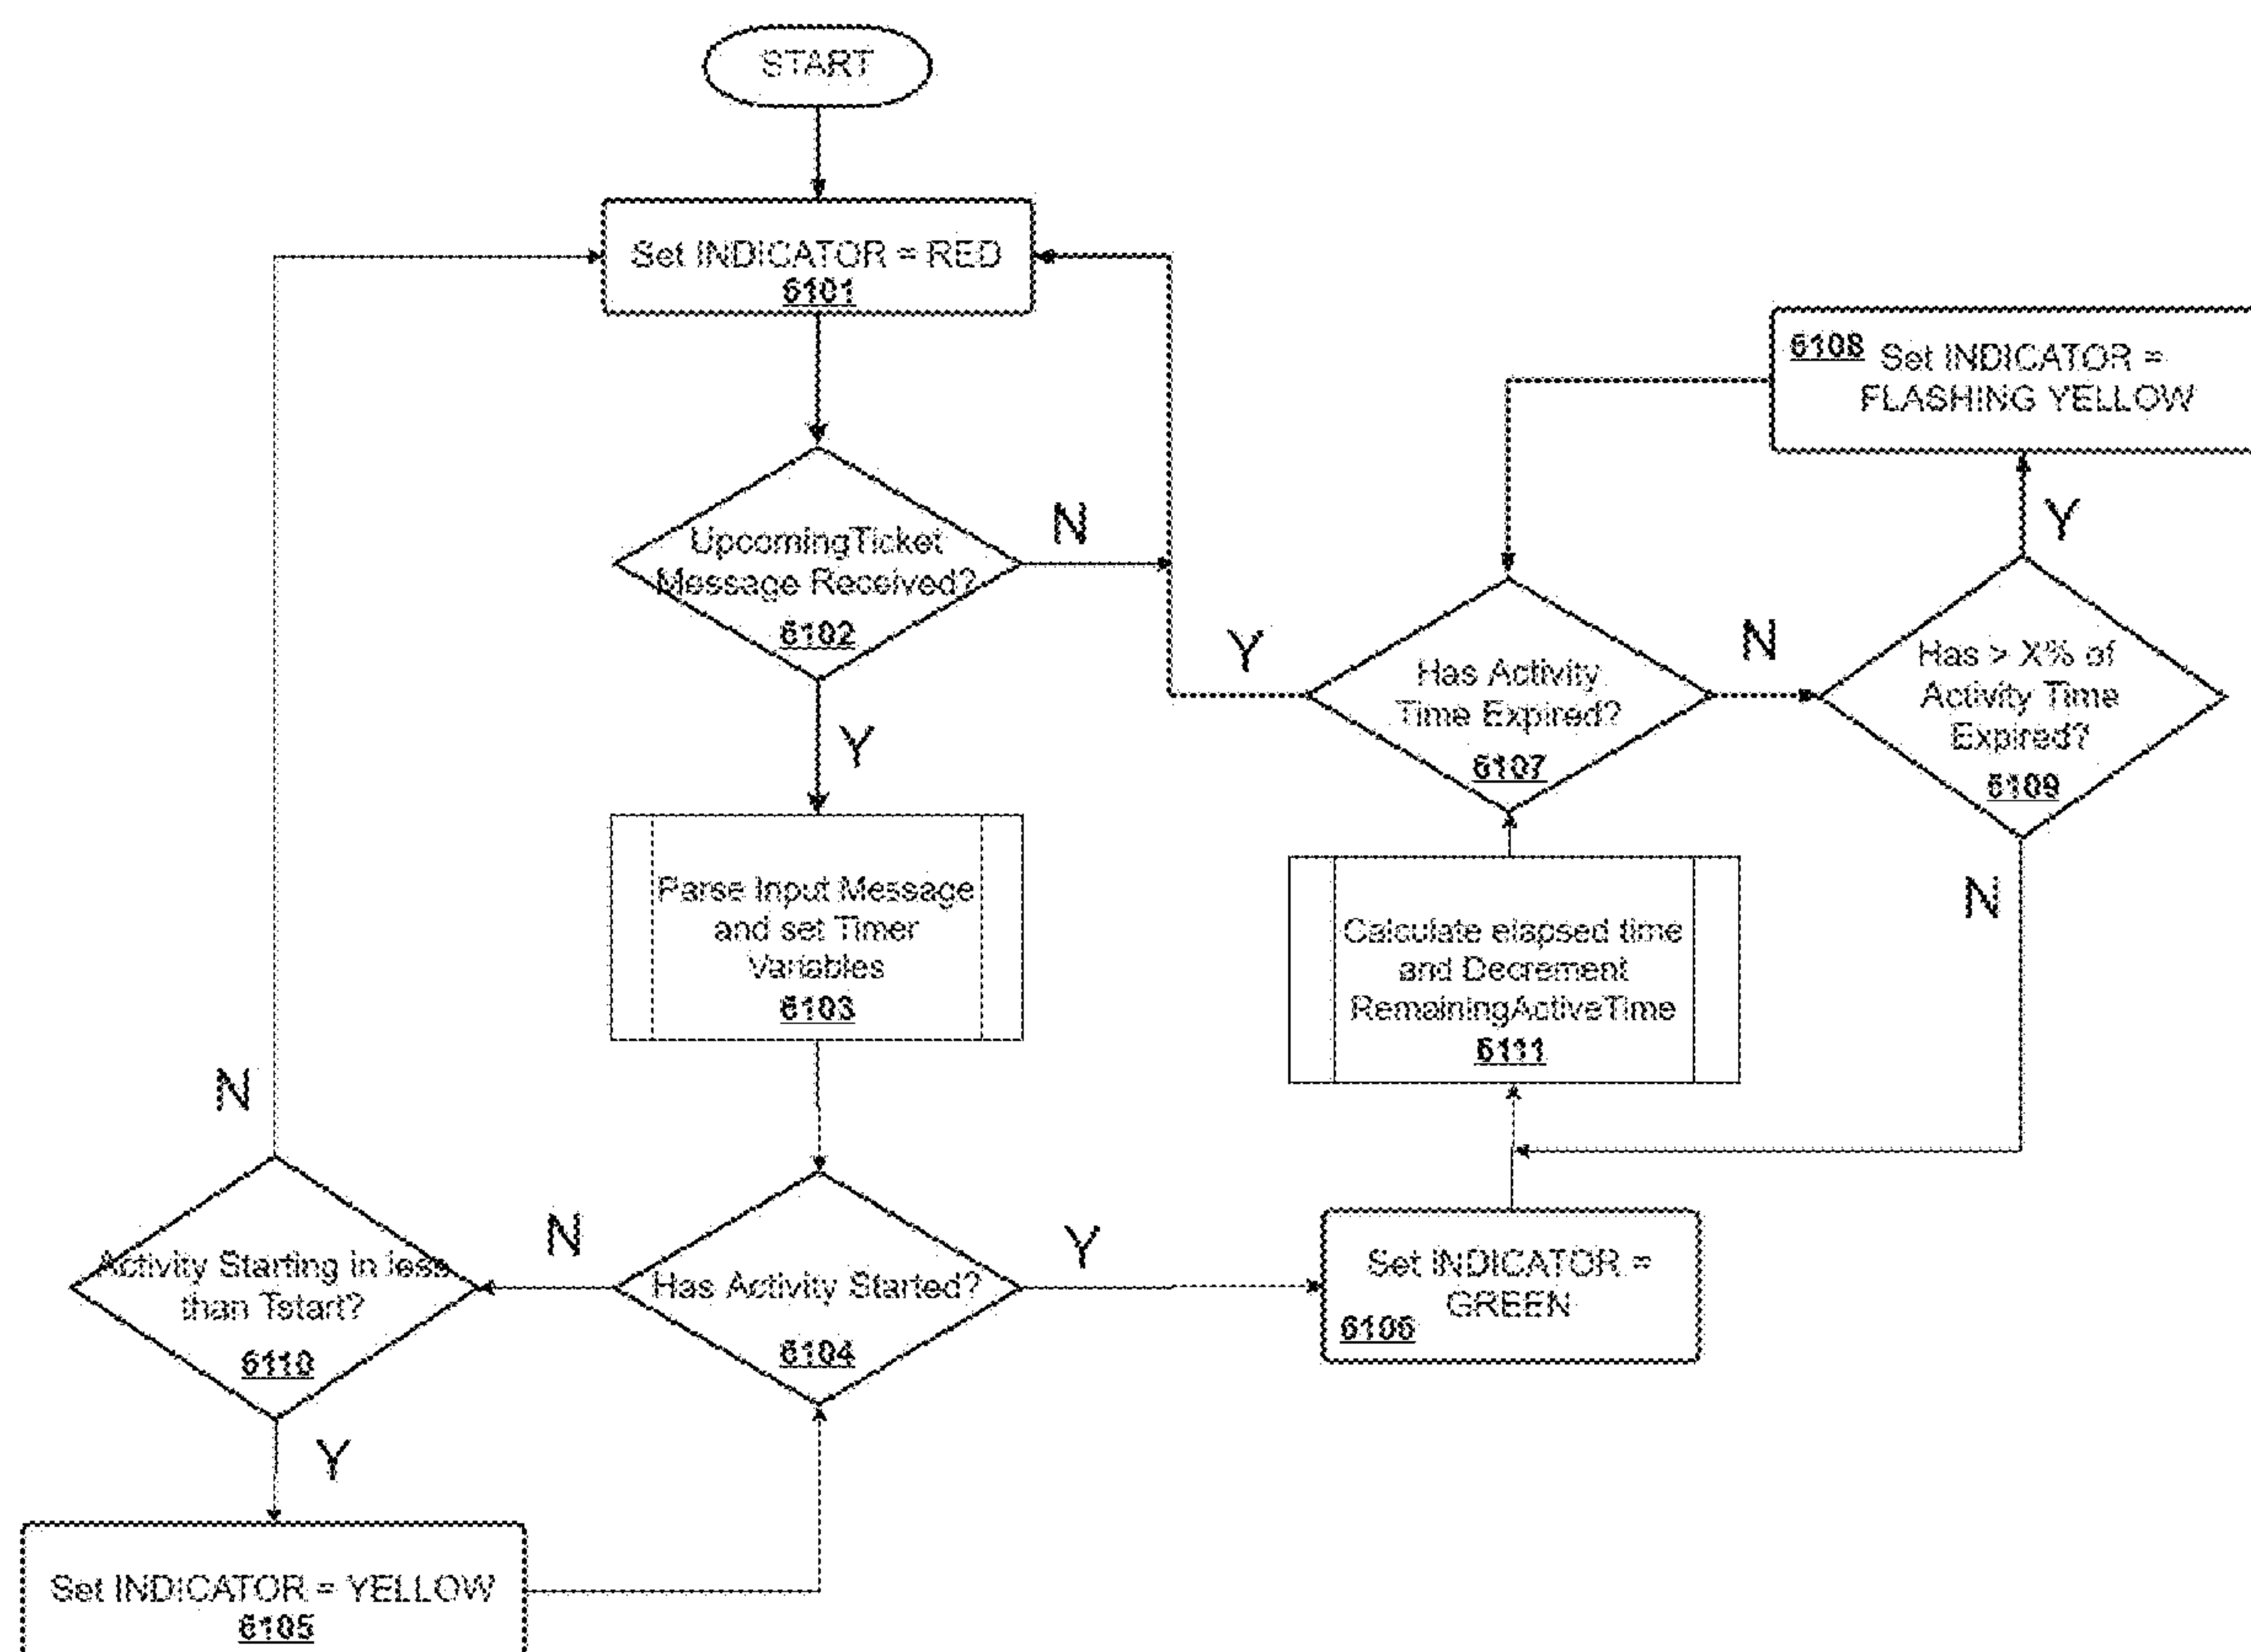 START
Set INDICATOR = RED
6101
UpcomingTicket
Message Received?
6102
N
Y
Parse Input Message
and set Timer
Variables
6103
Has Activity Started?
6104
N
Y
Activity Starting in less
than Tstart?
6110
N
Y
Set INDICATOR = YELLOW
6105
Set INDICATOR =
GREEN
6106
Calculate elapsed time
and Decrement
RemainingActiveTime
6111
Has Activity
Time Expired?
6107
Y
N
Has > X% of
Activity Time
Expired?
6109
Y
N
6108 Set INDICATOR =
FLASHING YELLOW